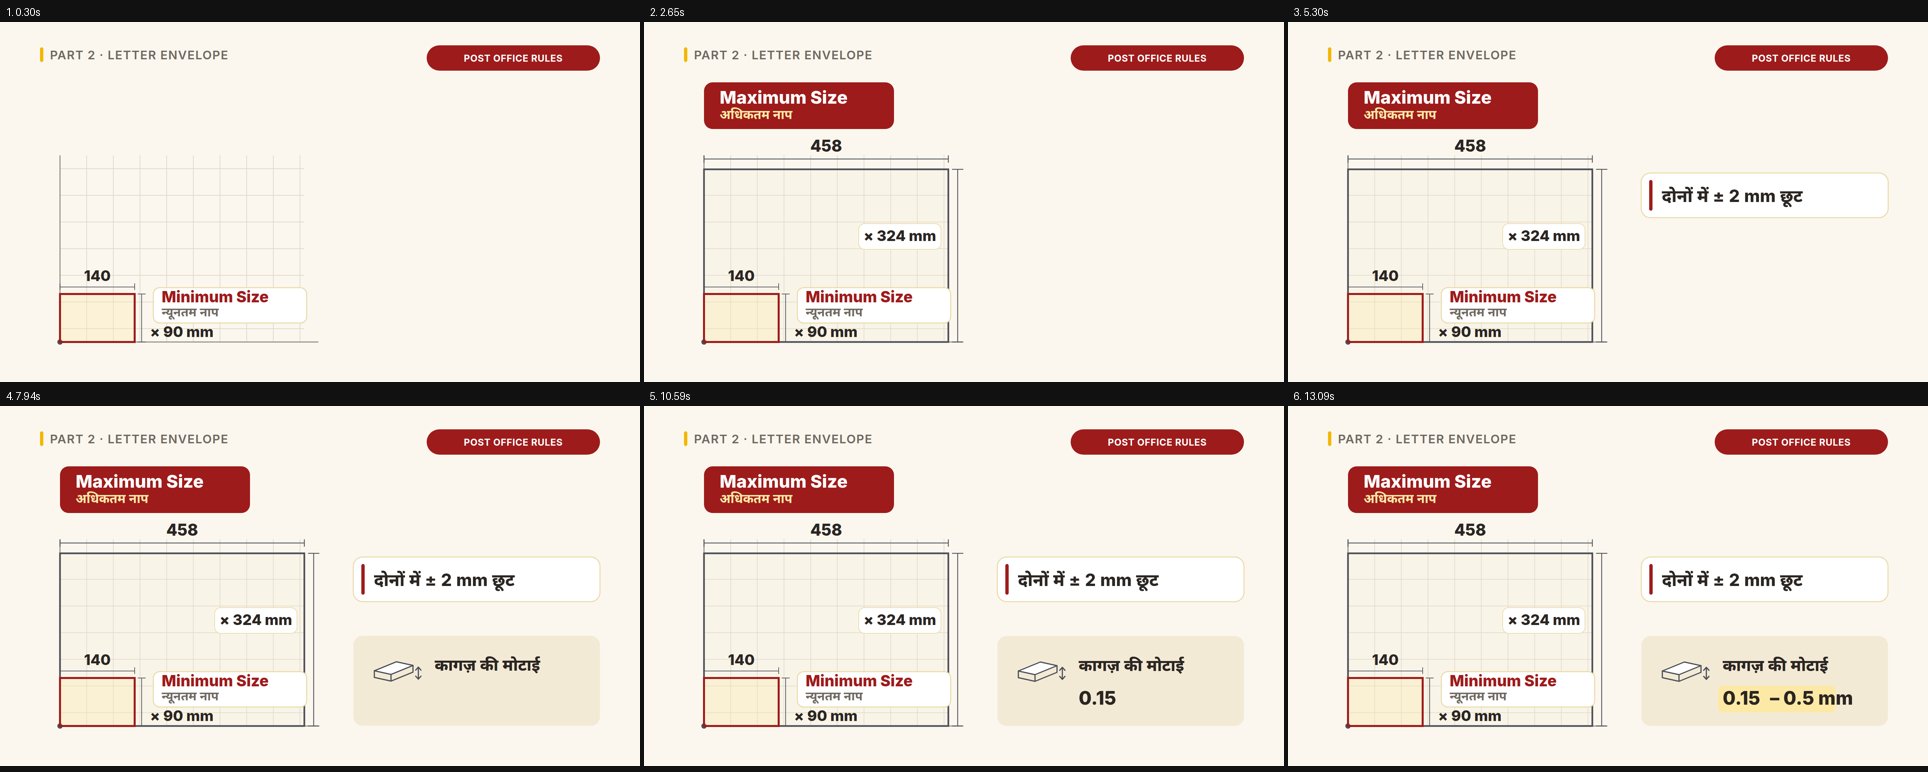 1. 0.30s
PART 2 · LETTER ENVELOPE
POST OFFICE RULES
140
Minimum Size
न्यूनतम नाप
× 90 mm
2. 2.65s
PART 2 · LETTER ENVELOPE
POST OFFICE RULES
Maximum Size
अधिकतम नाप
458
× 324 mm
140
Minimum Size
न्यूनतम नाप
× 90 mm
3. 5.30s
PART 2 · LETTER ENVELOPE
POST OFFICE RULES
Maximum Size
अधिकतम नाप
458
दोनों में ± 2 mm छूट
× 324 mm
140
Minimum Size
न्यूनतम नाप
× 90 mm
4. 7.94s
PART 2 · LETTER ENVELOPE
POST OFFICE RULES
Maximum Size
अधिकतम नाप
458
दोनों में ± 2 mm छूट
× 324 mm
140
कागज़ की मोटाई
Minimum Size
न्यूनतम नाप
× 90 mm
5. 10.59s
PART 2 · LETTER ENVELOPE
POST OFFICE RULES
Maximum Size
अधिकतम नाप
458
दोनों में ± 2 mm छूट
× 324 mm
140
कागज़ की मोटाई
0.15
Minimum Size
न्यूनतम नाप
× 90 mm
6. 13.09s
PART 2 · LETTER ENVELOPE
POST OFFICE RULES
Maximum Size
अधिकतम नाप
458
दोनों में ± 2 mm छूट
× 324 mm
140
कागज़ की मोटाई
0.15 – 0.5 mm
Minimum Size
न्यूनतम नाप
× 90 mm